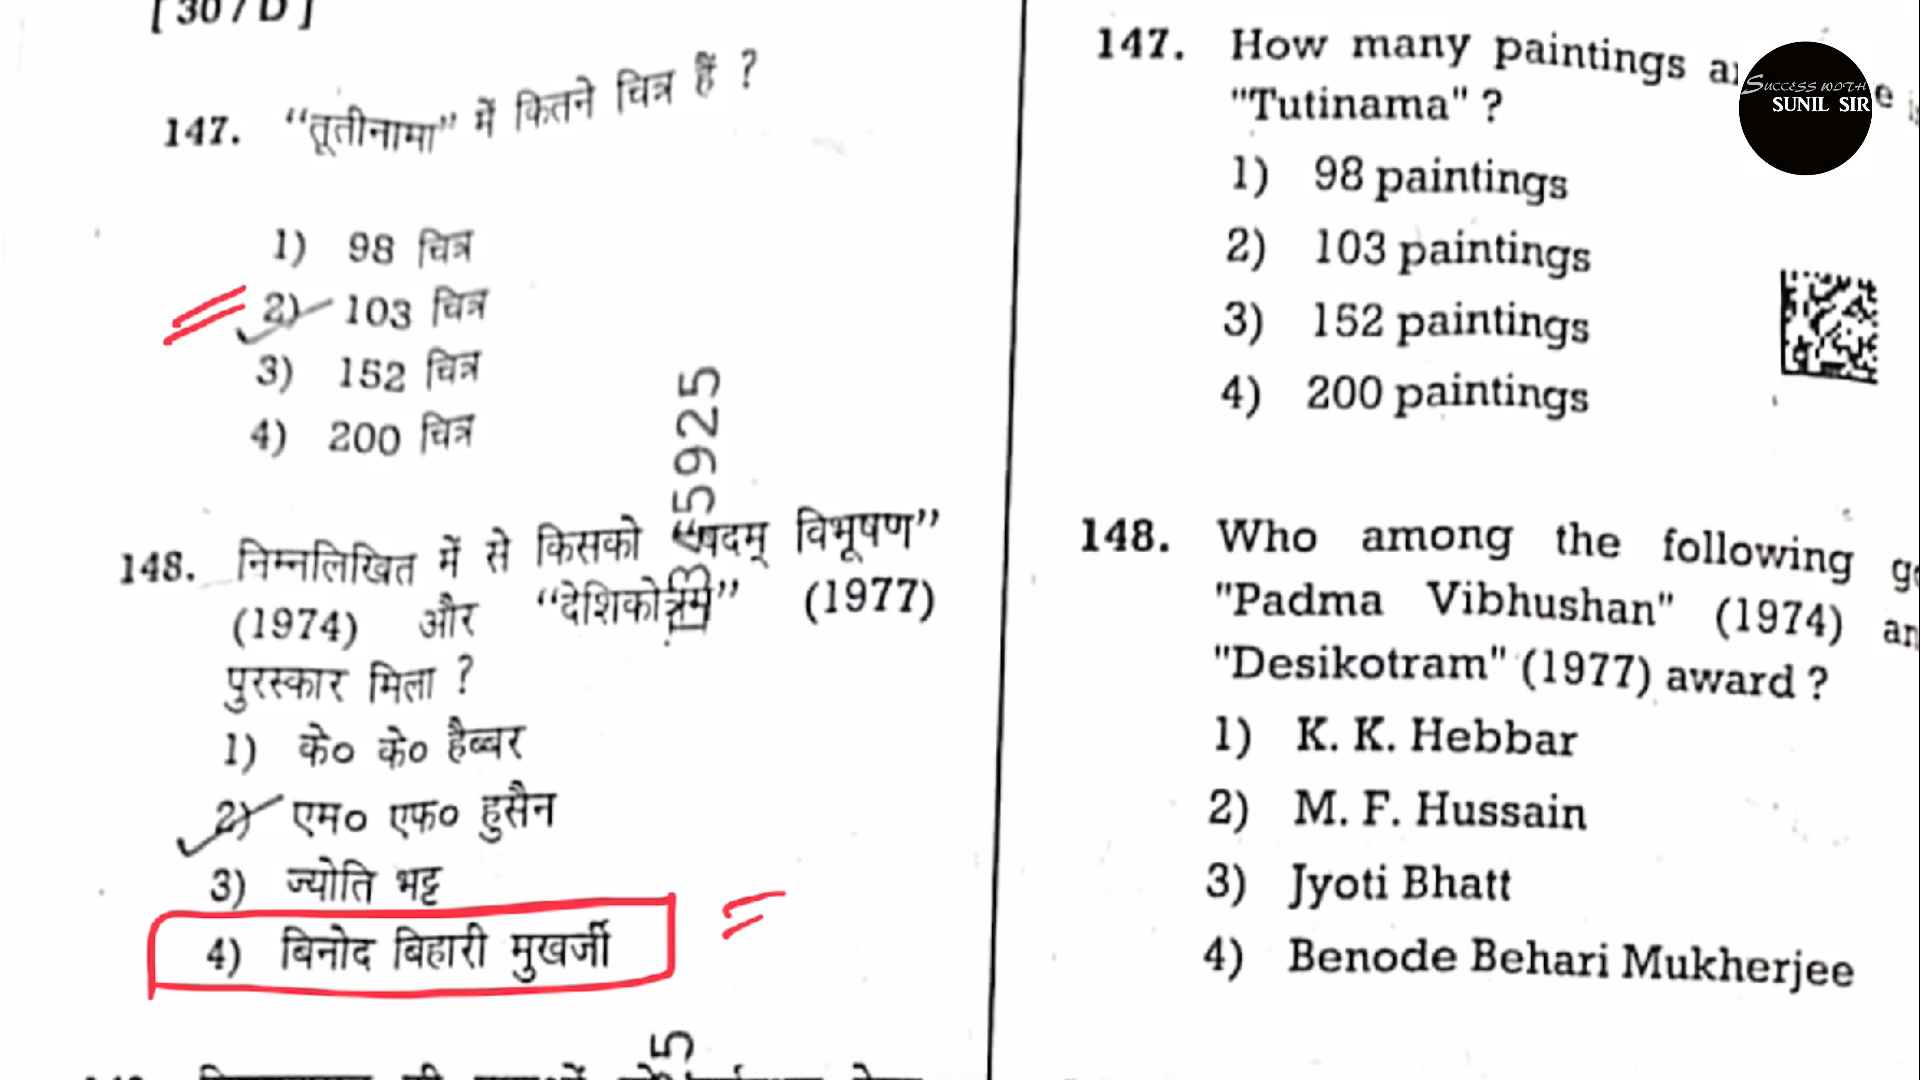 [ 30 / D ]
147. “तूतीनामा” में कितने चित्र हैं ?
1) 98 चित्र
2) 103 चित्र
3) 152 चित्र
4) 200 चित्र
148. निम्नलिखित में से किसको “पदम् विभूषण”
(1974) और “देशिकोत्रम” (1977)
पुरस्कार मिला ?
1) के० के० हैब्बर
2) एम० एफ० हुसैन
3) ज्योति भट्ट
4) बिनोद बिहारी मुखर्जी
5925
5
147. How many paintings
"Tutinama" ?
1) 98 paintings
2) 103 paintings
3) 152 paintings
4) 200 paintings
148. Who among the following
"Padma Vibhushan" (1974)
"Desikotram" (1977) award ?
1) K. K. Hebbar
2) M. F. Hussain
3) Jyoti Bhatt
4) Benode Behari Mukherjee
SUCCESS WITH
SUNIL SIR